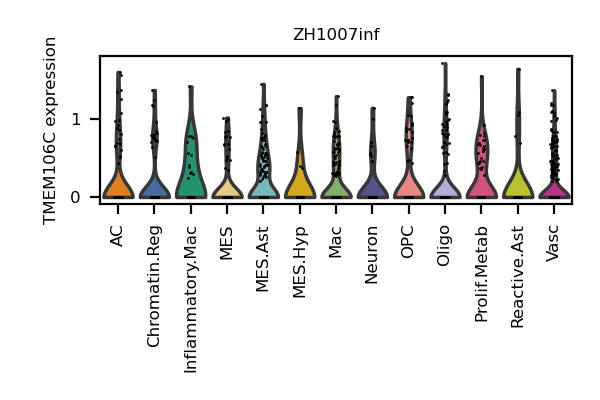 ZH1007inf
TMEM106C expression
1
0
AC
Chromatin.Reg
Inflammatory.Mac
MES
MES.Ast
MES.Hyp
Mac
Neuron
OPC
Oligo
Prolif.Metab
Reactive.Ast
Vasc